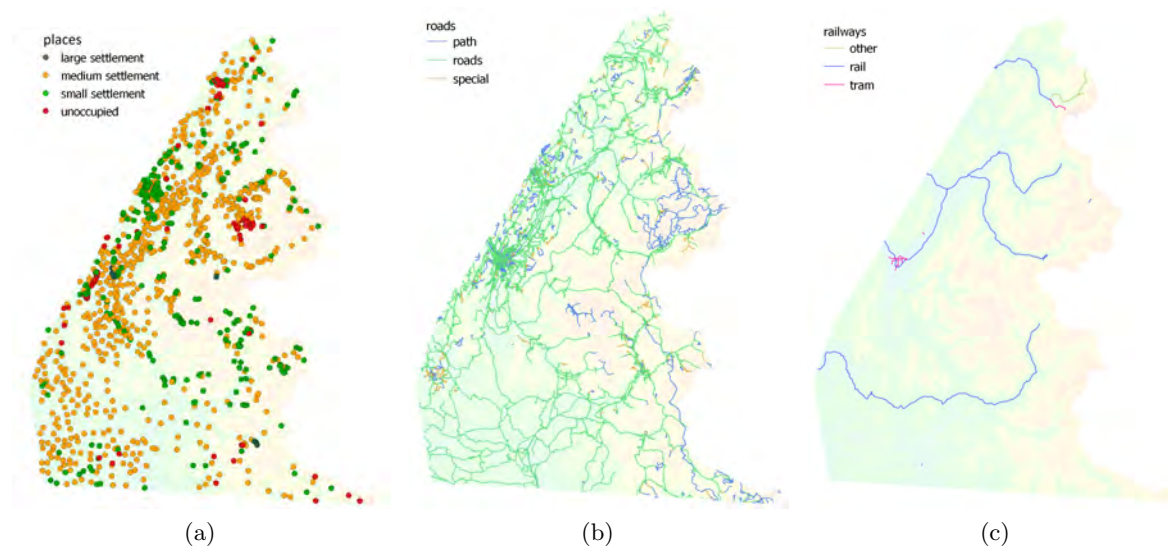 places
large settlement
medium settlement
small settlement
unoccupied
roads
path
roads
special
railways
other
rail
tram
(a)
(b)
(c)